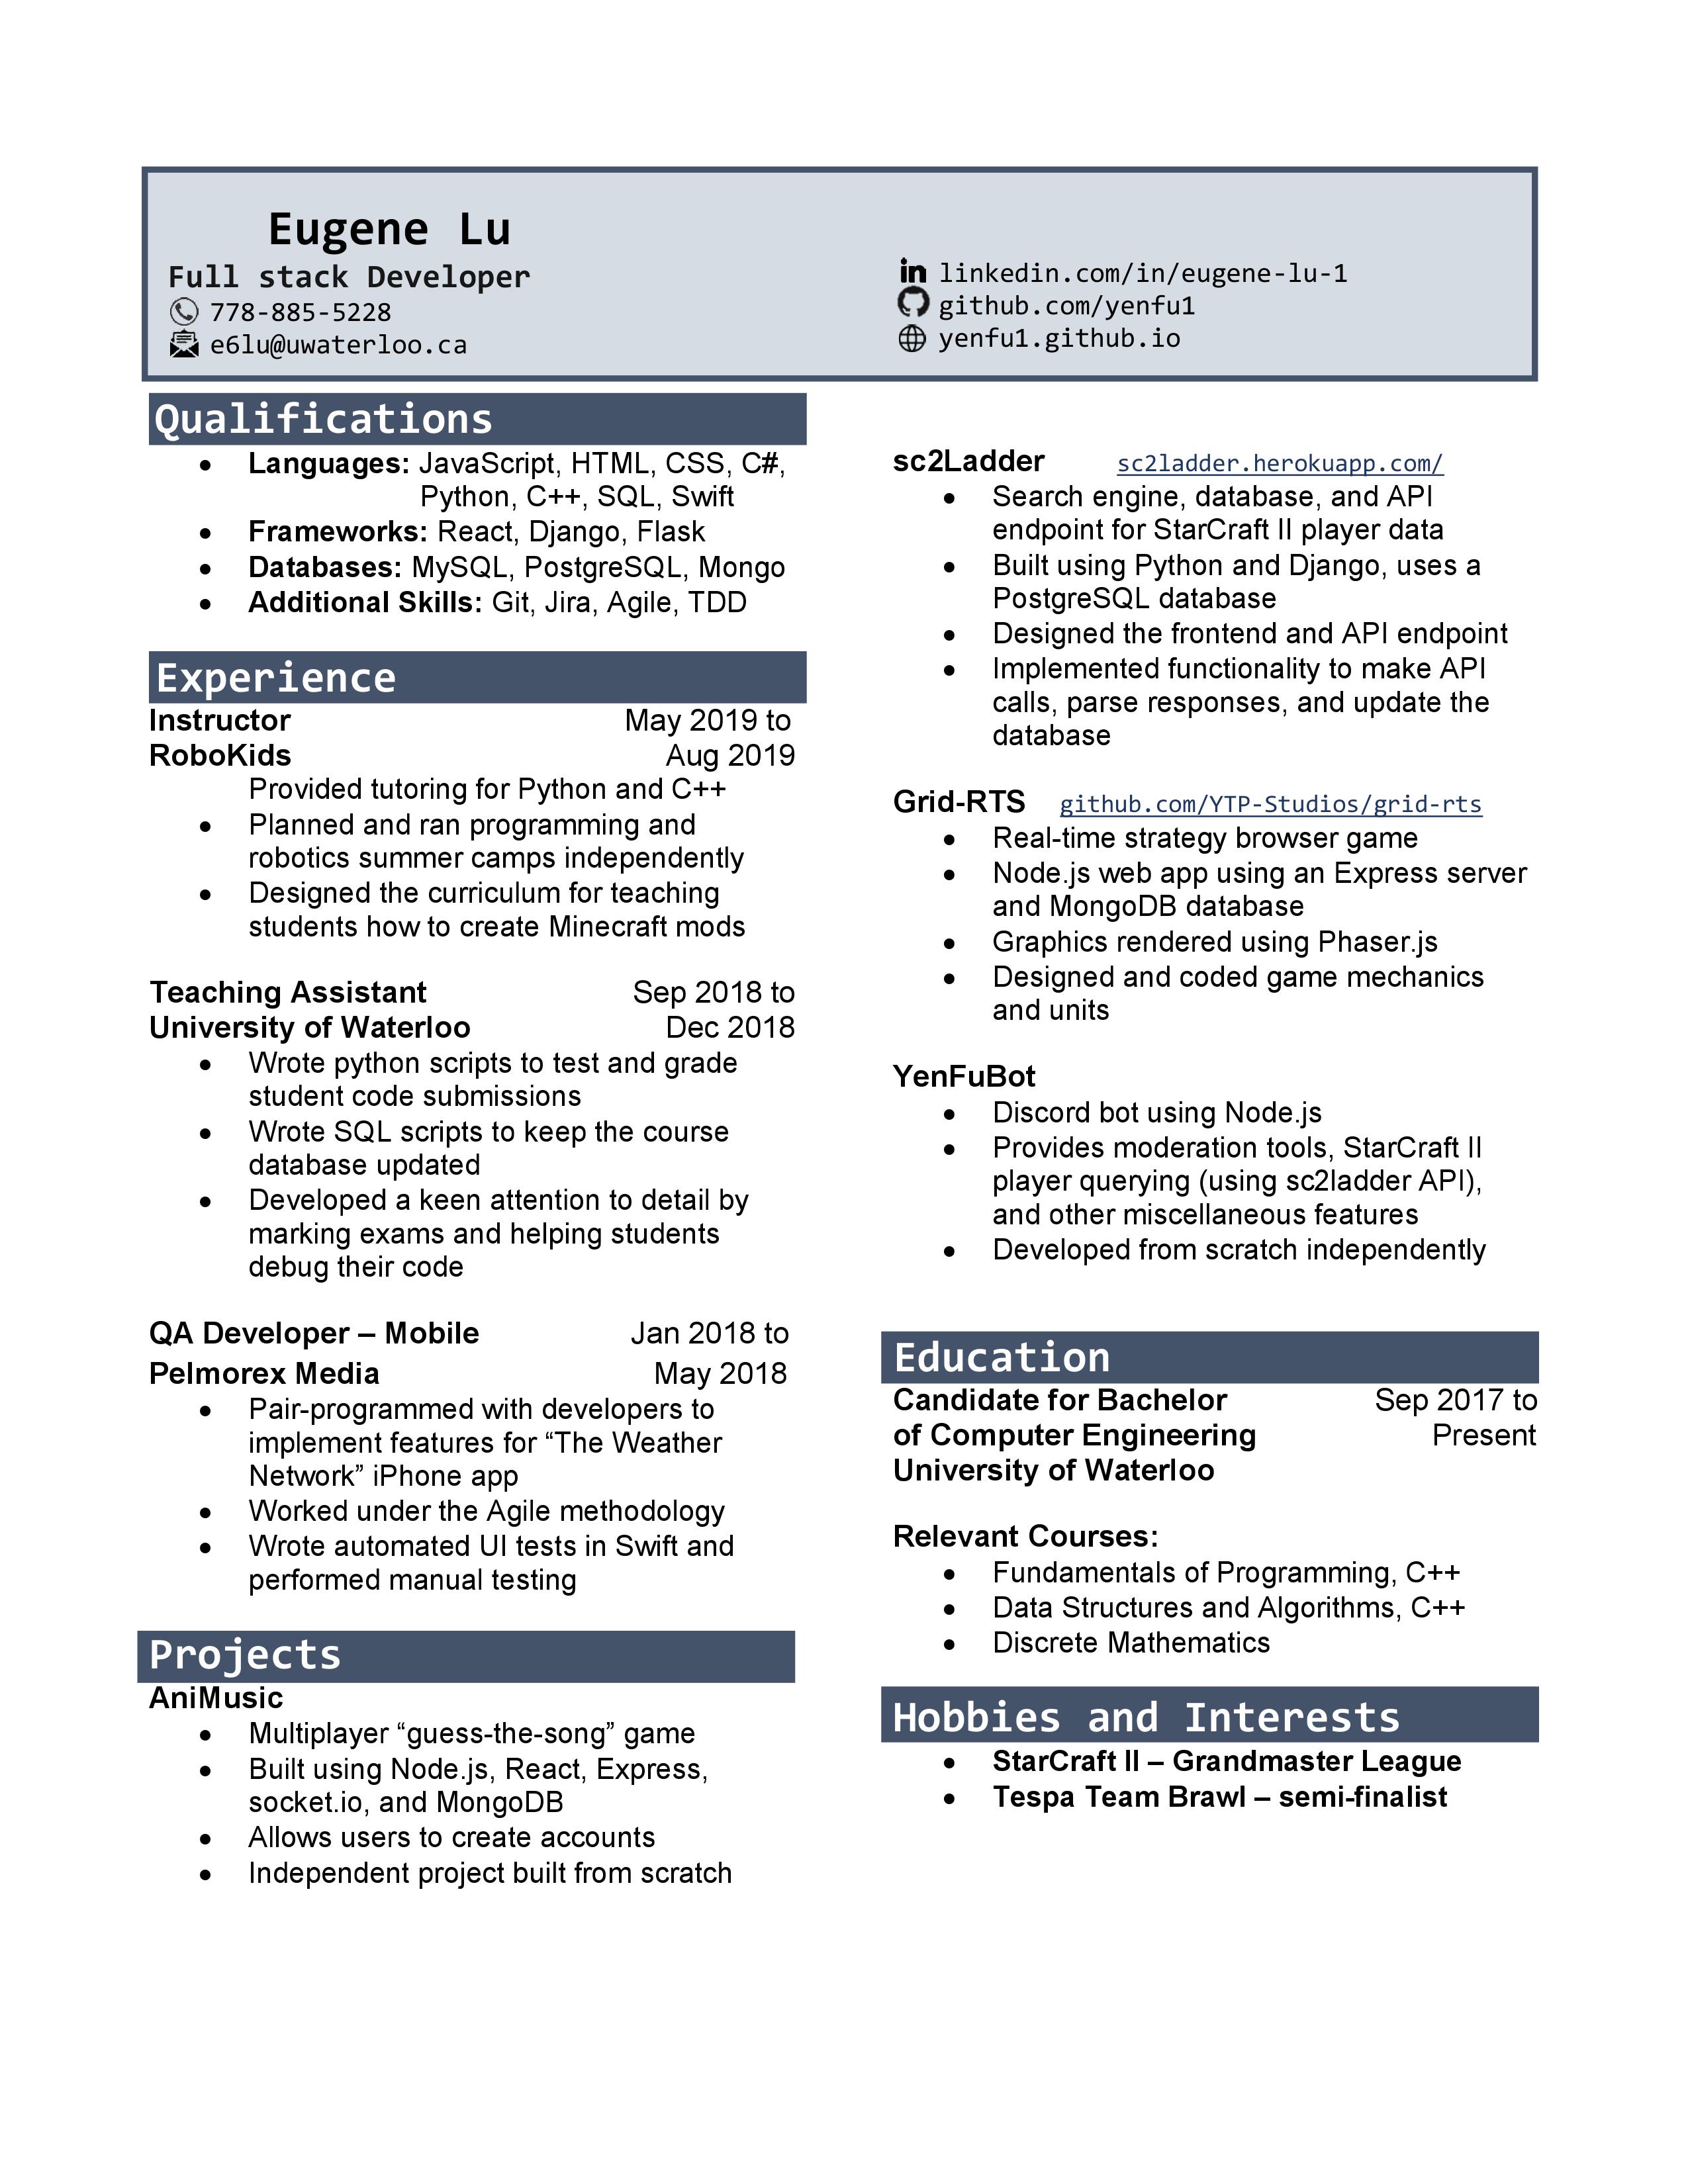 Eugene Lu
Full stack Developer
778-885-5228
e6lu@uwaterloo.ca
linkedin.com/in/eugene-lu-1
github.com/yenfu1
yenfu1.github.io
Qualifications
• Languages: JavaScript, HTML, CSS, C#,
Python, C++, SQL, Swift
• Frameworks: React, Django, Flask
• Databases: MySQL, PostgreSQL, Mongo
• Additional Skills: Git, Jira, Agile, TDD
Experience
Instructor May 2019 to
RoboKids Aug 2019
Provided tutoring for Python and C++
• Planned and ran programming and
robotics summer camps independently
• Designed the curriculum for teaching
students how to create Minecraft mods
Teaching Assistant Sep 2018 to
University of Waterloo Dec 2018
• Wrote python scripts to test and grade
student code submissions
• Wrote SQL scripts to keep the course
database updated
• Developed a keen attention to detail by
marking exams and helping students
debug their code
QA Developer – Mobile Jan 2018 to
Pelmorex Media May 2018
• Pair-programmed with developers to
implement features for “The Weather
Network” iPhone app
• Worked under the Agile methodology
• Wrote automated UI tests in Swift and
performed manual testing
Projects
AniMusic
• Multiplayer “guess-the-song” game
• Built using Node.js, React, Express,
socket.io, and MongoDB
• Allows users to create accounts
• Independent project built from scratch
sc2Ladder sc2ladder.herokuapp.com/
• Search engine, database, and API
endpoint for StarCraft II player data
• Built using Python and Django, uses a
PostgreSQL database
• Designed the frontend and API endpoint
• Implemented functionality to make API
calls, parse responses, and update the
database
Grid-RTS github.com/YTP-Studios/grid-rts
• Real-time strategy browser game
• Node.js web app using an Express server
and MongoDB database
• Graphics rendered using Phaser.js
• Designed and coded game mechanics
and units
YenFuBot
• Discord bot using Node.js
• Provides moderation tools, StarCraft II
player querying (using sc2ladder API),
and other miscellaneous features
• Developed from scratch independently
Education
Candidate for Bachelor Sep 2017 to
of Computer Engineering Present
University of Waterloo
Relevant Courses:
• Fundamentals of Programming, C++
• Data Structures and Algorithms, C++
• Discrete Mathematics
Hobbies and Interests
• StarCraft II – Grandmaster League
• Tespa Team Brawl – semi-finalist